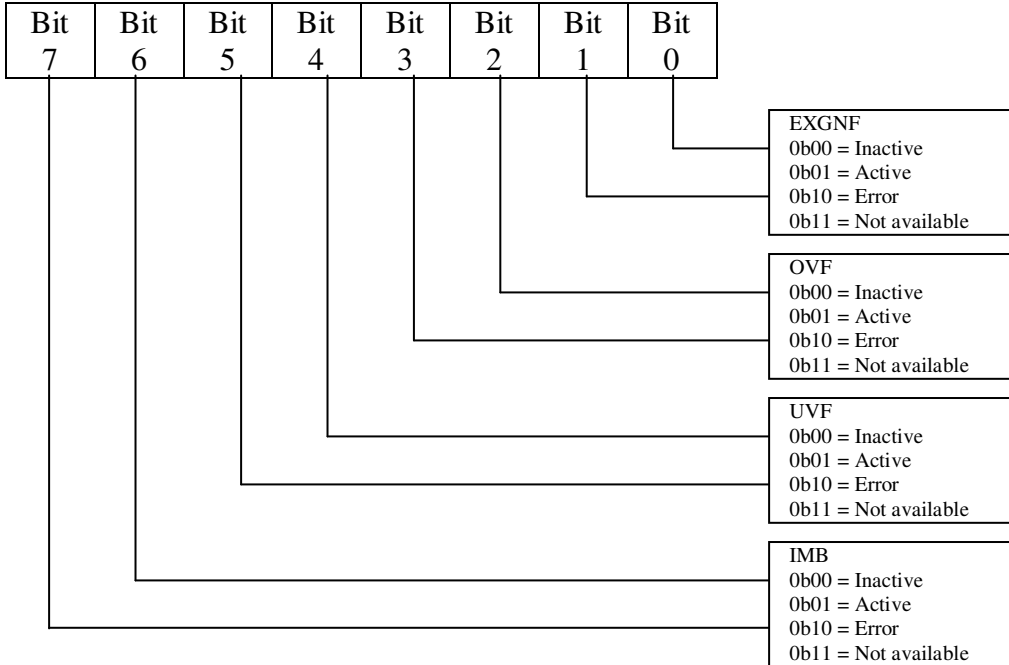 Bit Bit Bit Bit Bit Bit Bit Bit
7 6 5 4 3 2 1 0
EXGNF
0b00 = Inactive
0b01 = Active
0b10 = Error
0b11 = Not available
OVF
0b00 = Inactive
0b01 = Active
0b10 = Error
0b11 = Not available
UVF
0b00 = Inactive
0b01 = Active
0b10 = Error
0b11 = Not available
IMB
0b00 = Inactive
0b01 = Active
0b10 = Error
0b11 = Not available